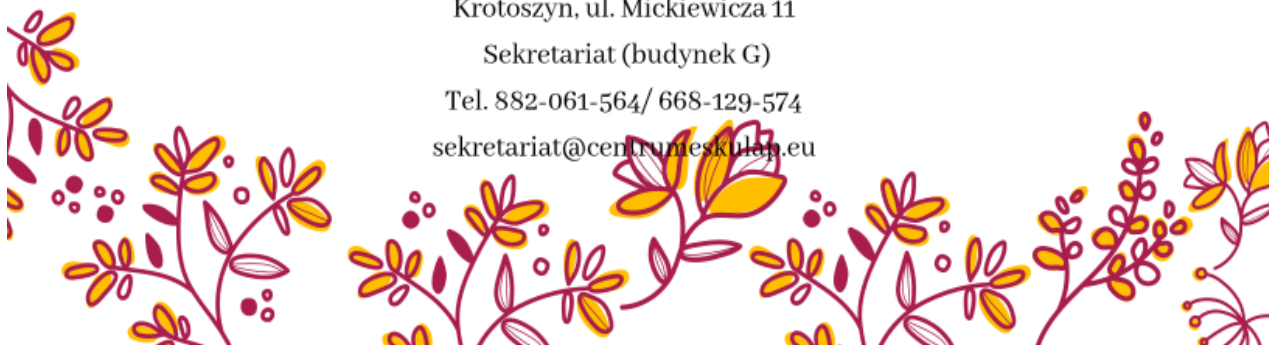 Krotoszyn, ul. Mickiewicza 11
Sekretariat (budynek G)
Tel. 882-061-564/ 668-129-574
sekretariat@centrumeskulap.eu